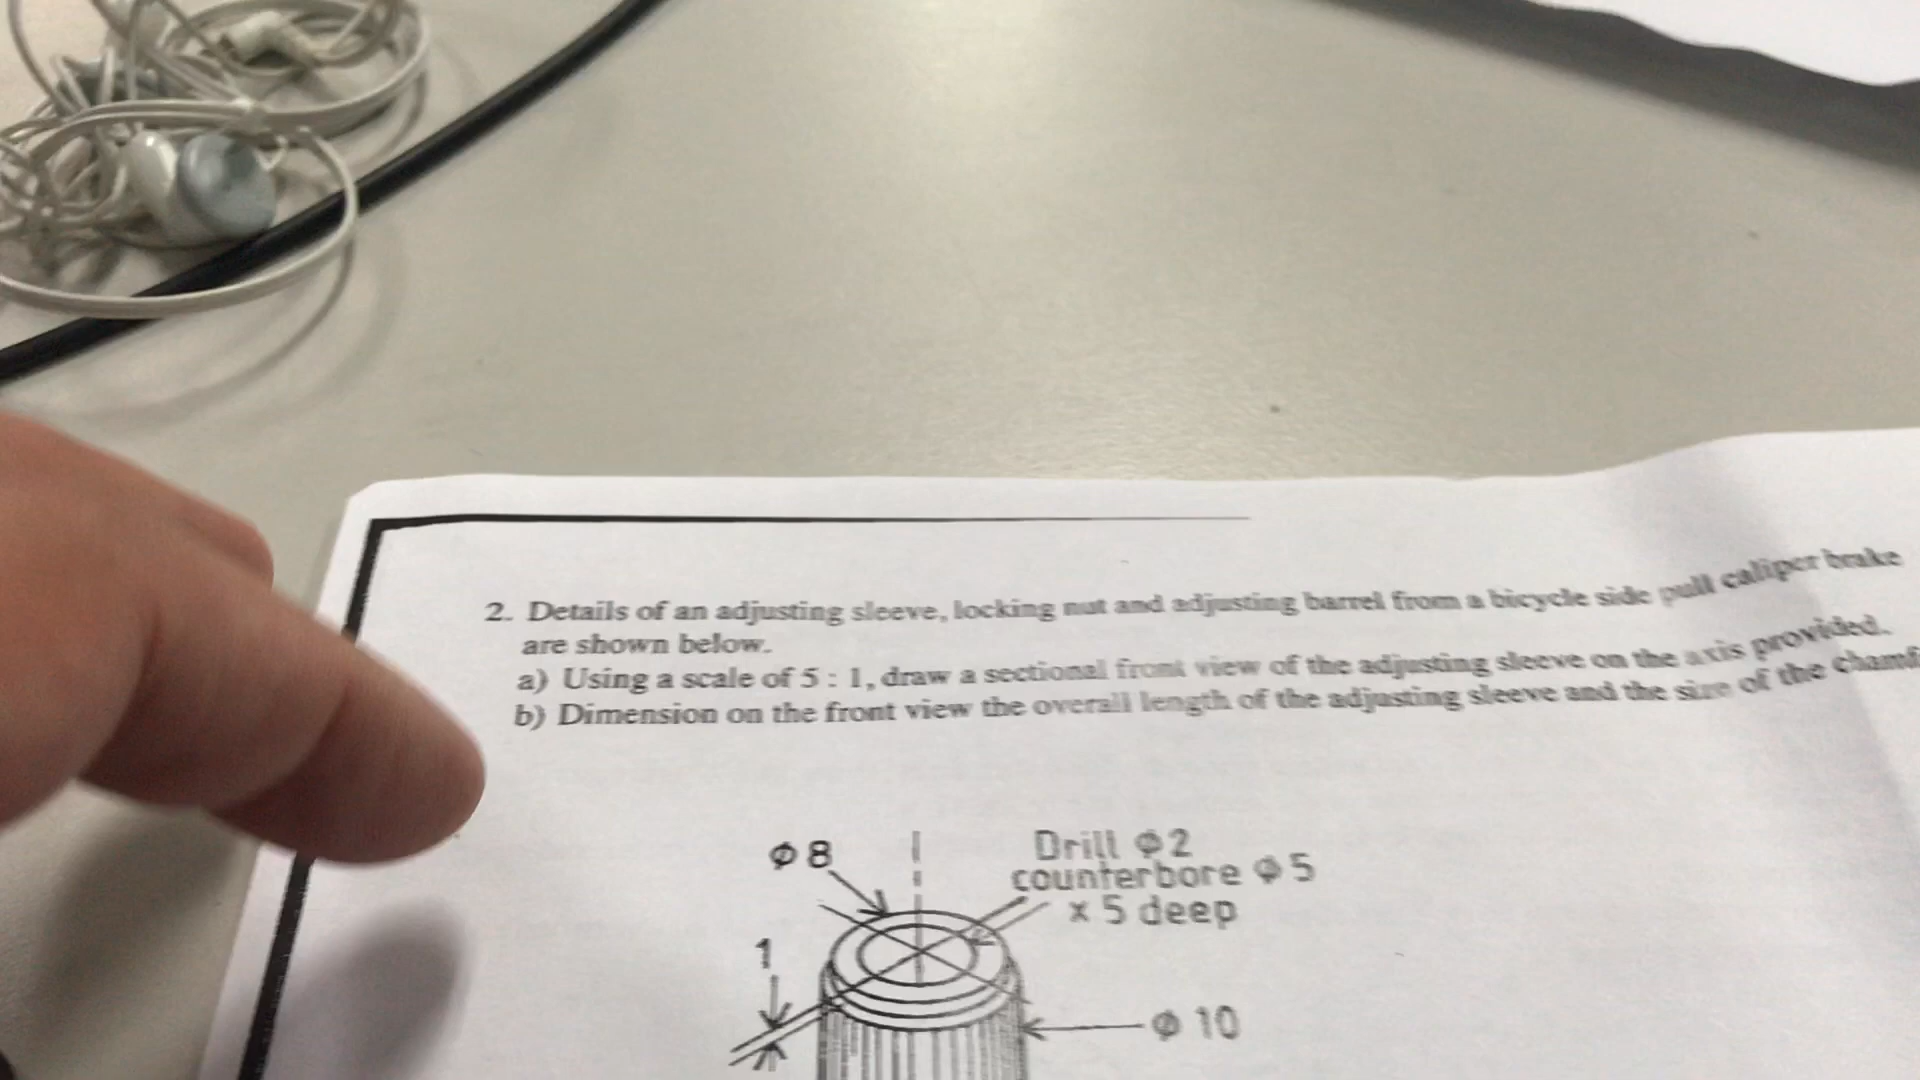 2. Details of an adjusting sleeve, locking nut and adjusting barrel from a bicycle side pull caliper brake
are shown below.
a) Using a scale of 5 : 1, draw a sectional front view of the adjusting sleeve on the axis provided.
b) Dimension on the front view the overall length of the adjusting sleeve and the size of the
ϕ 8
Drill ϕ 2
counterbore ϕ 5
x 5 deep
1
ϕ 10